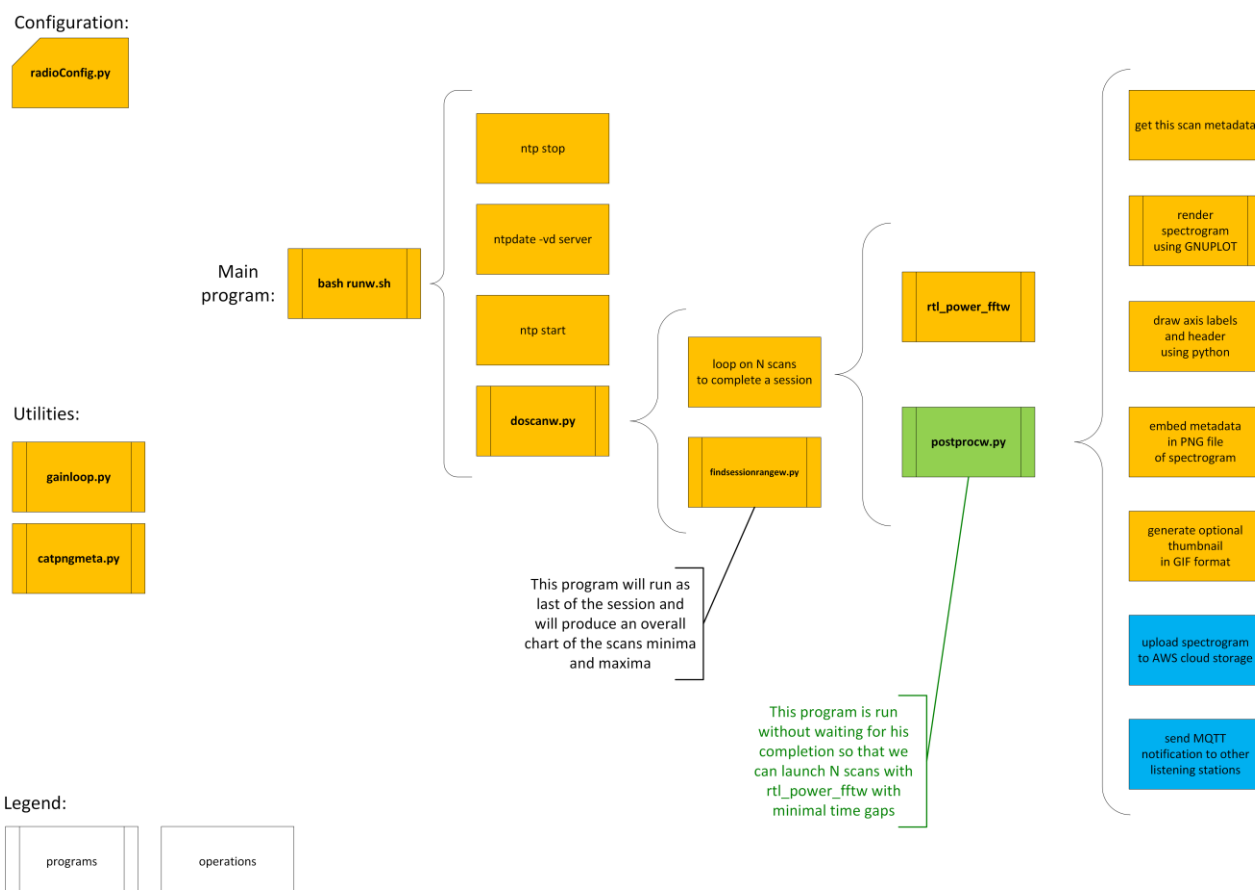 Configuration:
radioConfig.py
Main
program:
bash runw.sh
ntp stop
ntpdate -vd server
ntp start
doscanw.py
loop on N scans
to complete a session
findsessionrangew.py
This program will run as
last of the session and
will produce an overall
chart of the scans minima
and maxima
rtl_power_fftw
postprocw.py
This program is run
without waiting for his
completion so that we
can launch N scans with
rtl_power_fftw with
minimal time gaps
get this scan metadata
render
spectrogram
using GNUPLOT
draw axis labels
and header
using python
embed metadata
in PNG file
of spectrogram
generate optional
thumbnail
in GIF format
upload spectrogram
to AWS cloud storage
send MQTT
notification to other
listening stations
Utilities:
gainloop.py
catpngmeta.py
Legend:
programs
operations